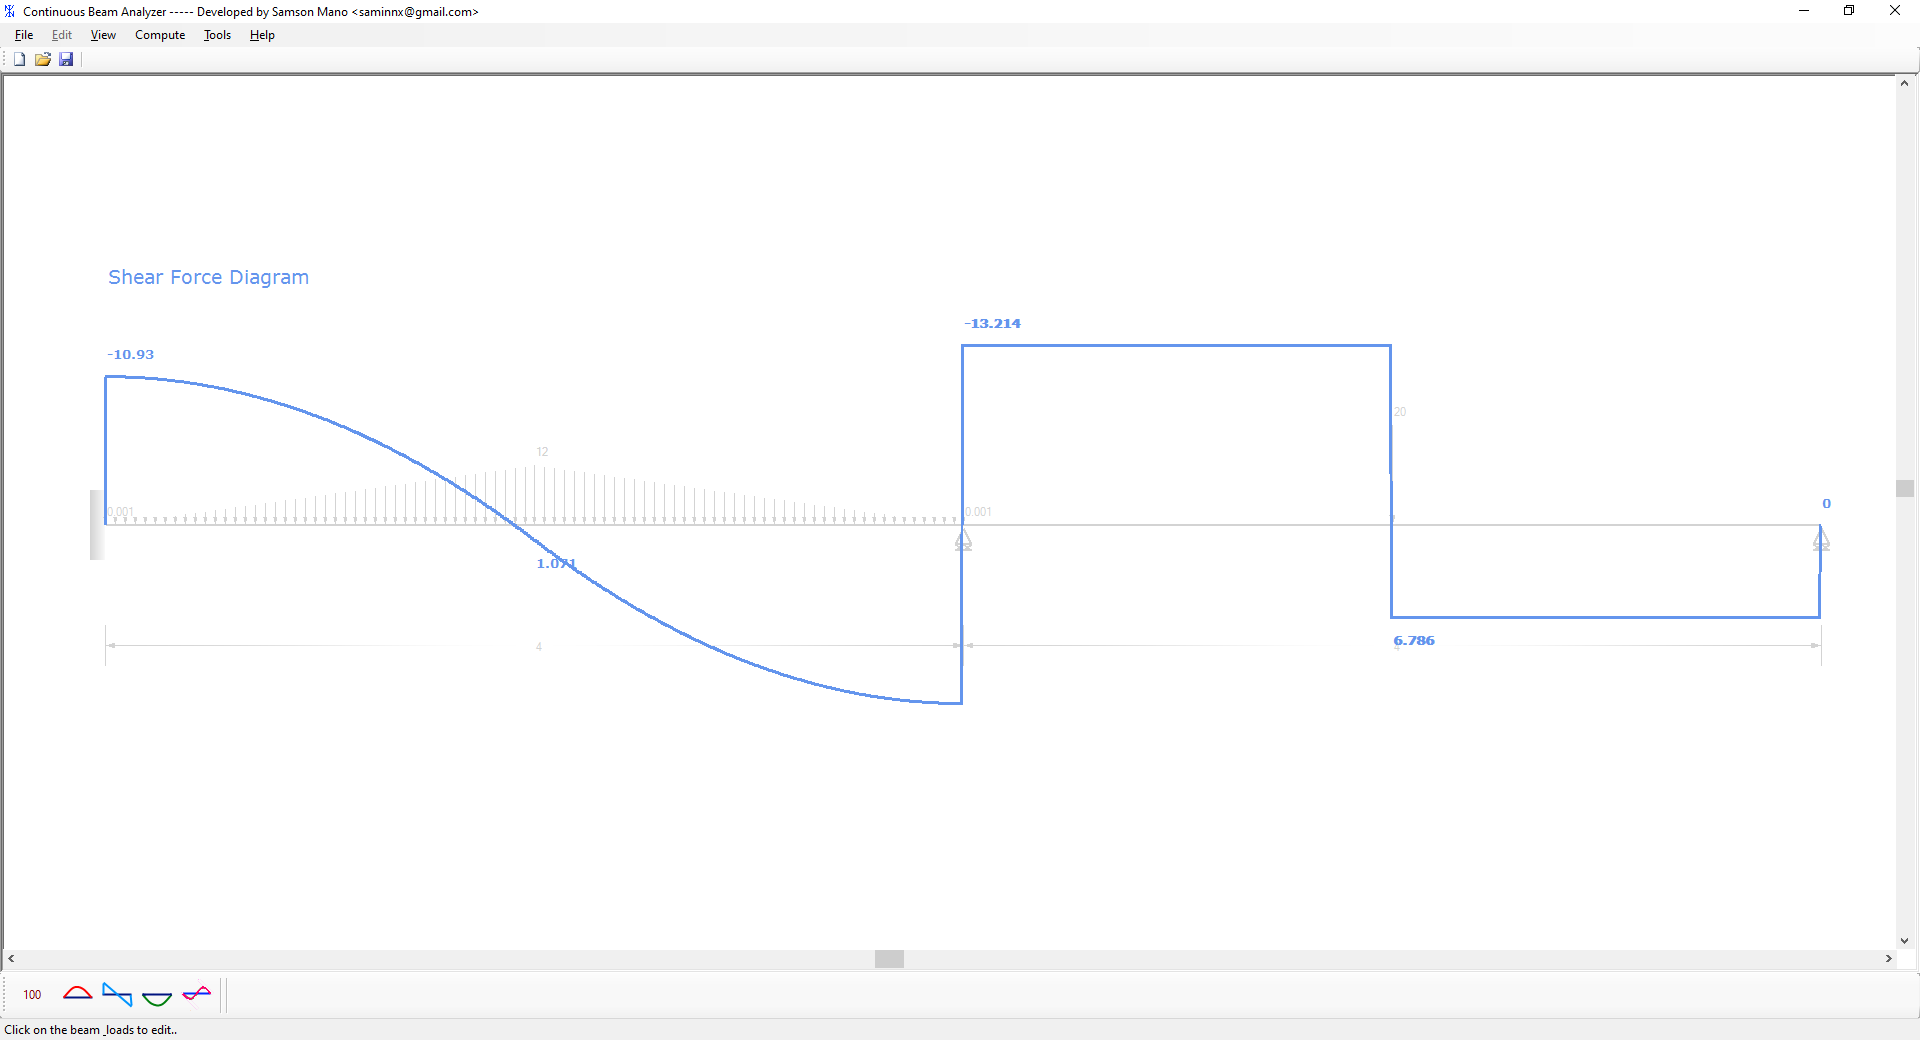 Continuous Beam Analyzer ----- Developed by Samson Mano <saminnx@gmail.com>
File Edit View Compute Tools Help
Shear Force Diagram
-13.214
-10.93
20
12
0
0.001
0.001
1.071
6.786
4
100
Click on the beam _loads to edit..